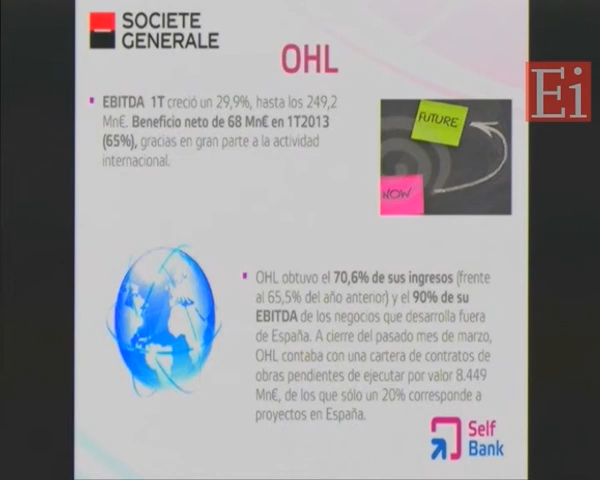 SOCIETE
GENERALE
OHL
Ei
EBITDA 1T creció un 29,9%, hasta los 249,2
Mn€. Beneficio neto de 68 Mn€ en 1T2013
(65%), gracias en gran parte a la actividad
internacional.
FUTURE
NOW
OHL obtuvo el 70,6% de sus ingresos (frente
al 65,5% del año anterior) y el 90% de su
EBITDA de los negocios que desarrolla fuera
de España. A cierre del pasado mes de marzo,
OHL contaba con una cartera de contratos de
obras pendientes de ejecutar por valor 8.449
Mn€, de los que sólo un 20% corresponde a
proyectos en España.
Self
Bank